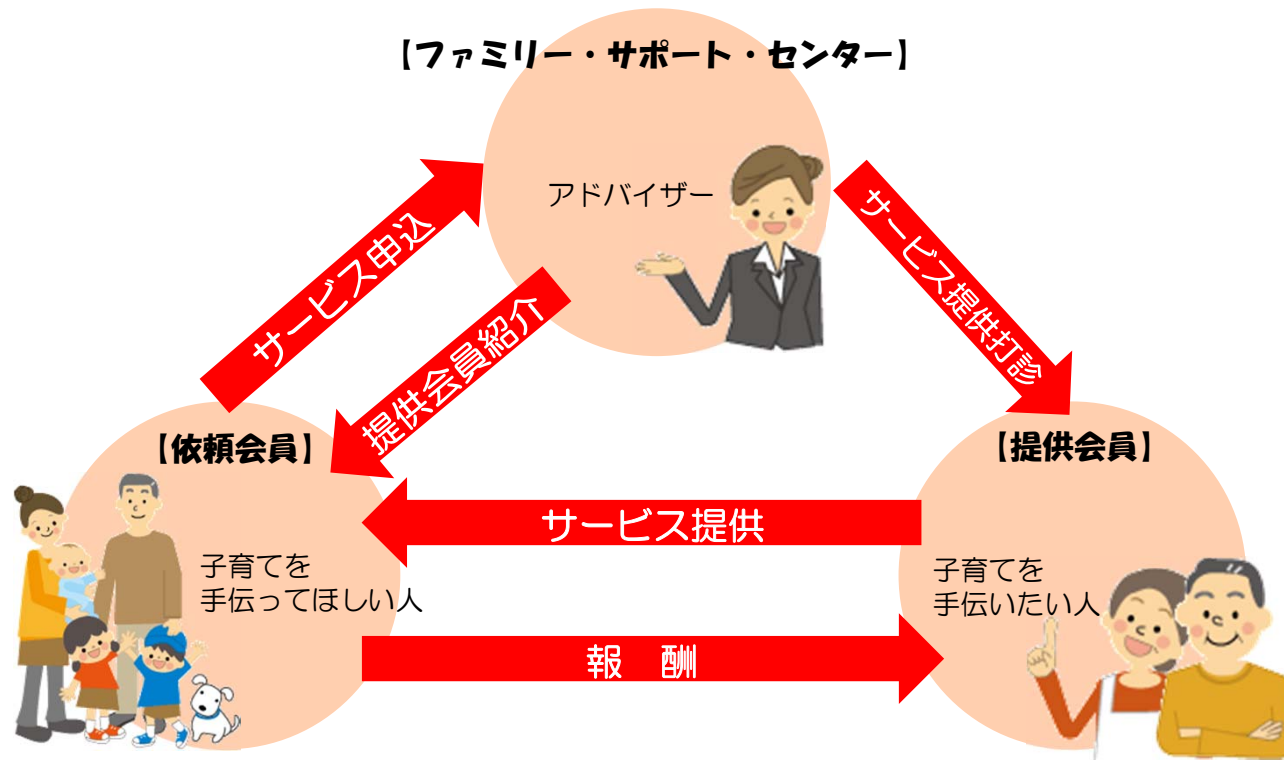 【ファミリー・サポート・センター】
アドバイザー
サービス申込
提供会員紹介
サービス提供打診
【依頼会員】
子育てを
手伝ってほしい人
サービス提供
報　酬
【提供会員】
子育てを
手伝いたい人